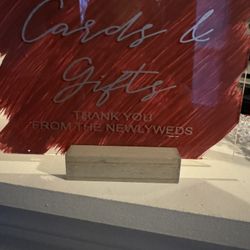 Cards &
Gifts
THANK YOU
FROM THE NEWLYWEDS